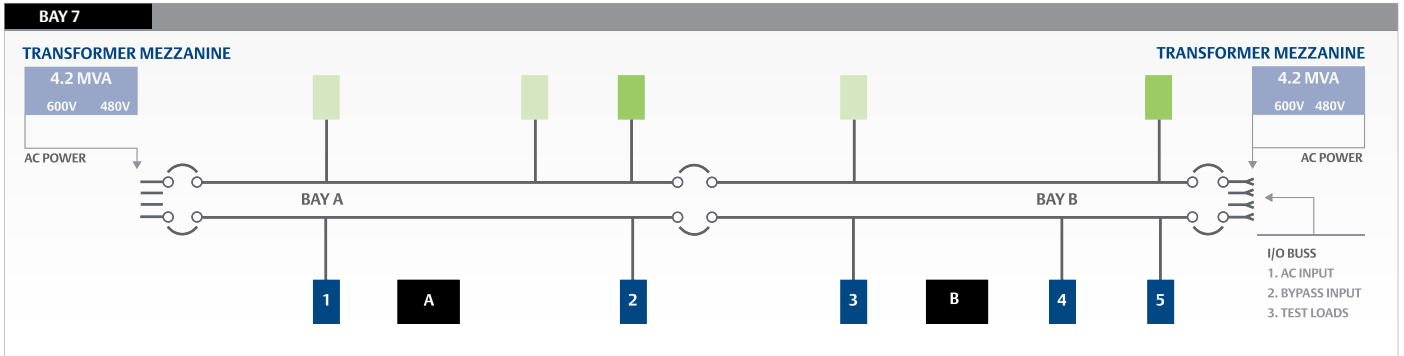 BAY 7
TRANSFORMER MEZZANINE
4.2 MVA
600V 480V
AC POWER
TRANSFORMER MEZZANINE
4.2 MVA
600V 480V
AC POWER
BAY A
BAY B
I/O BUSS
1. AC INPUT
2. BYPASS INPUT
3. TEST LOADS
1
A
2
3
B
4
5